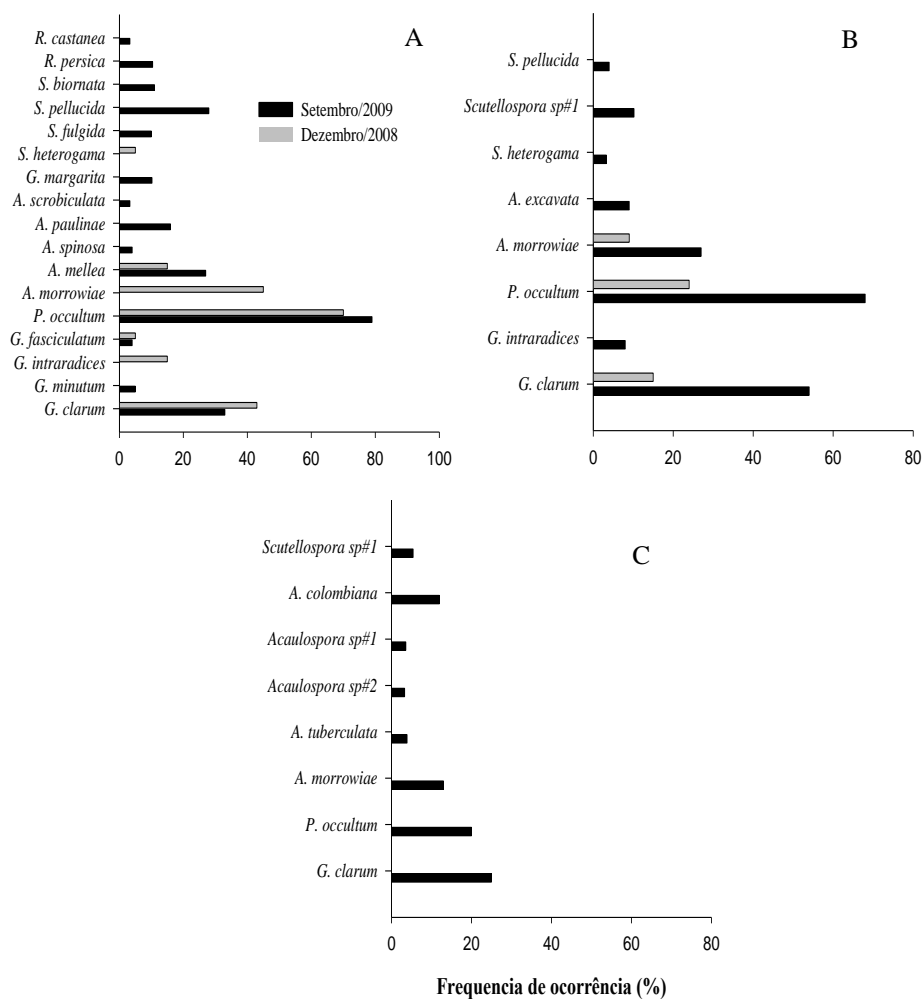 A
R. castanea
R. persica
S. biornata
S. pellucida
S. fulgida
S. heterogama
G. margarita
A. scrobiculata
A. paulinae
A. spinosa
A. mellea
A. morrowiae
P. occultum
G. fasciculatum
G. intraradices
G. minutum
G. clarum
0 20 40 60 80 100
Setembro/2009
Dezembro/2008
B
S. pellucida
Scutellospora sp#1
S. heterogama
A. excavata
A. morrowiae
P. occultum
G. intraradices
G. clarum
0 20 40 60 80
C
Scutellospora sp#1
A. colombiana
Acaulospora sp#1
Acaulospora sp#2
A. tuberculata
A. morrowiae
P. occultum
G. clarum
0 20 40 60 80
Frequencia de ocorrência (%)